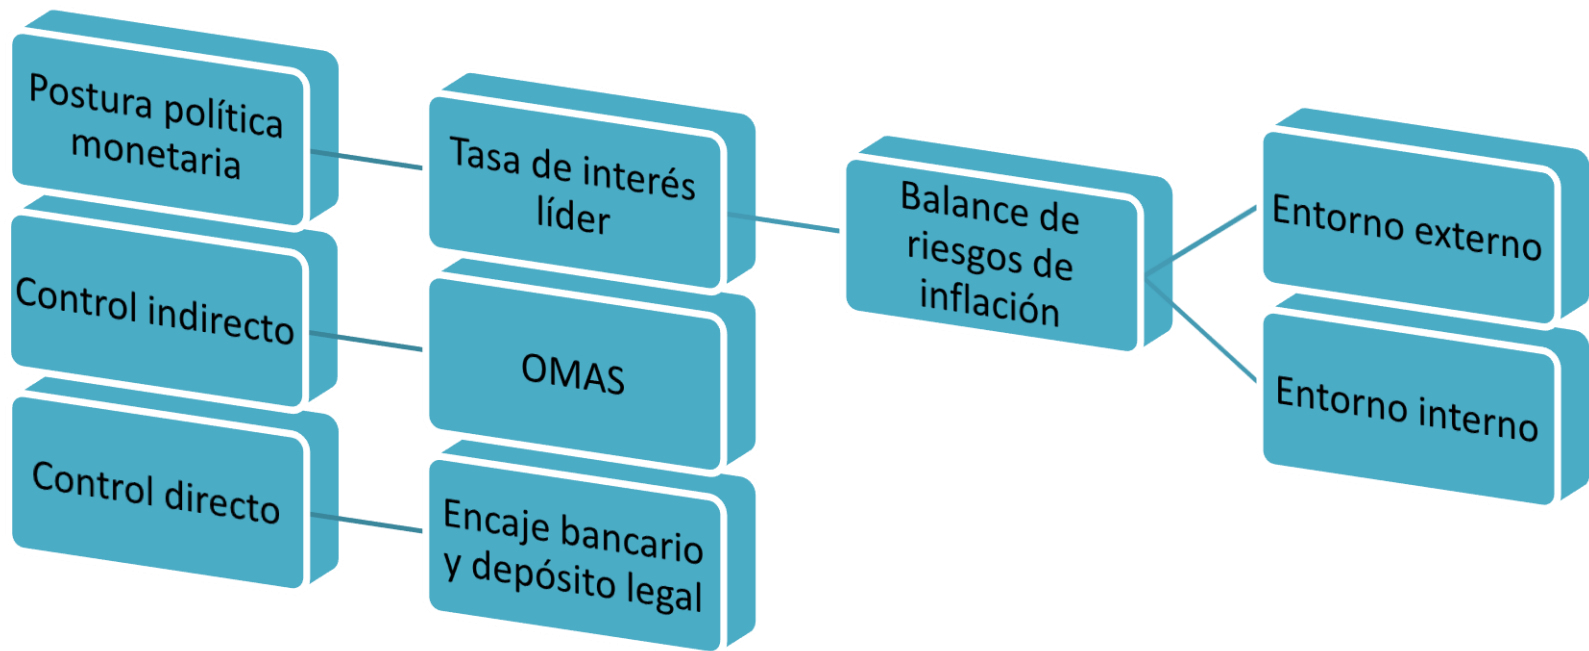 Postura política
monetaria
Tasa de interés
líder
Balance de
riesgos de
inflación
Entorno externo
Entorno interno
Control indirecto
OMAS
Control directo
Encaje bancario
y depósito legal